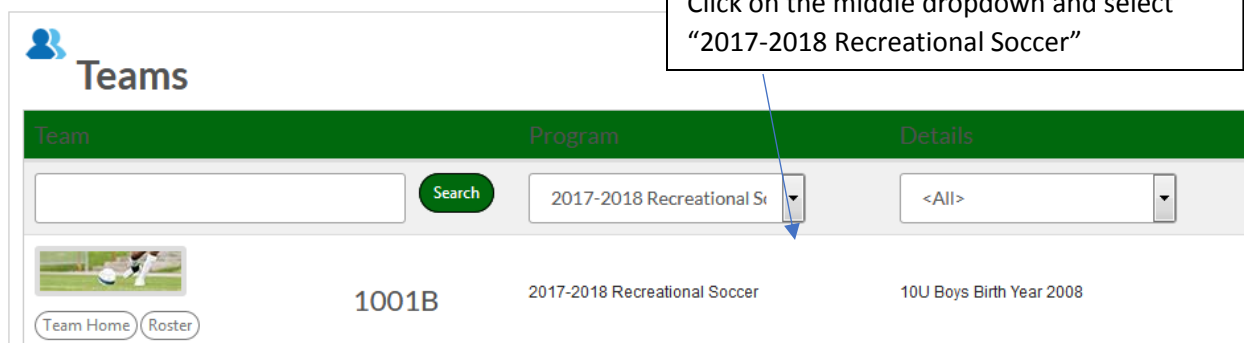 Click on the middle dropdown and select
“2017-2018 Recreational Soccer”
Teams
Team Program Details
Search 2017-2018 Recreational Sc <All>
1001B 2017-2018 Recreational Soccer 10U Boys Birth Year 2008
Team Home Roster